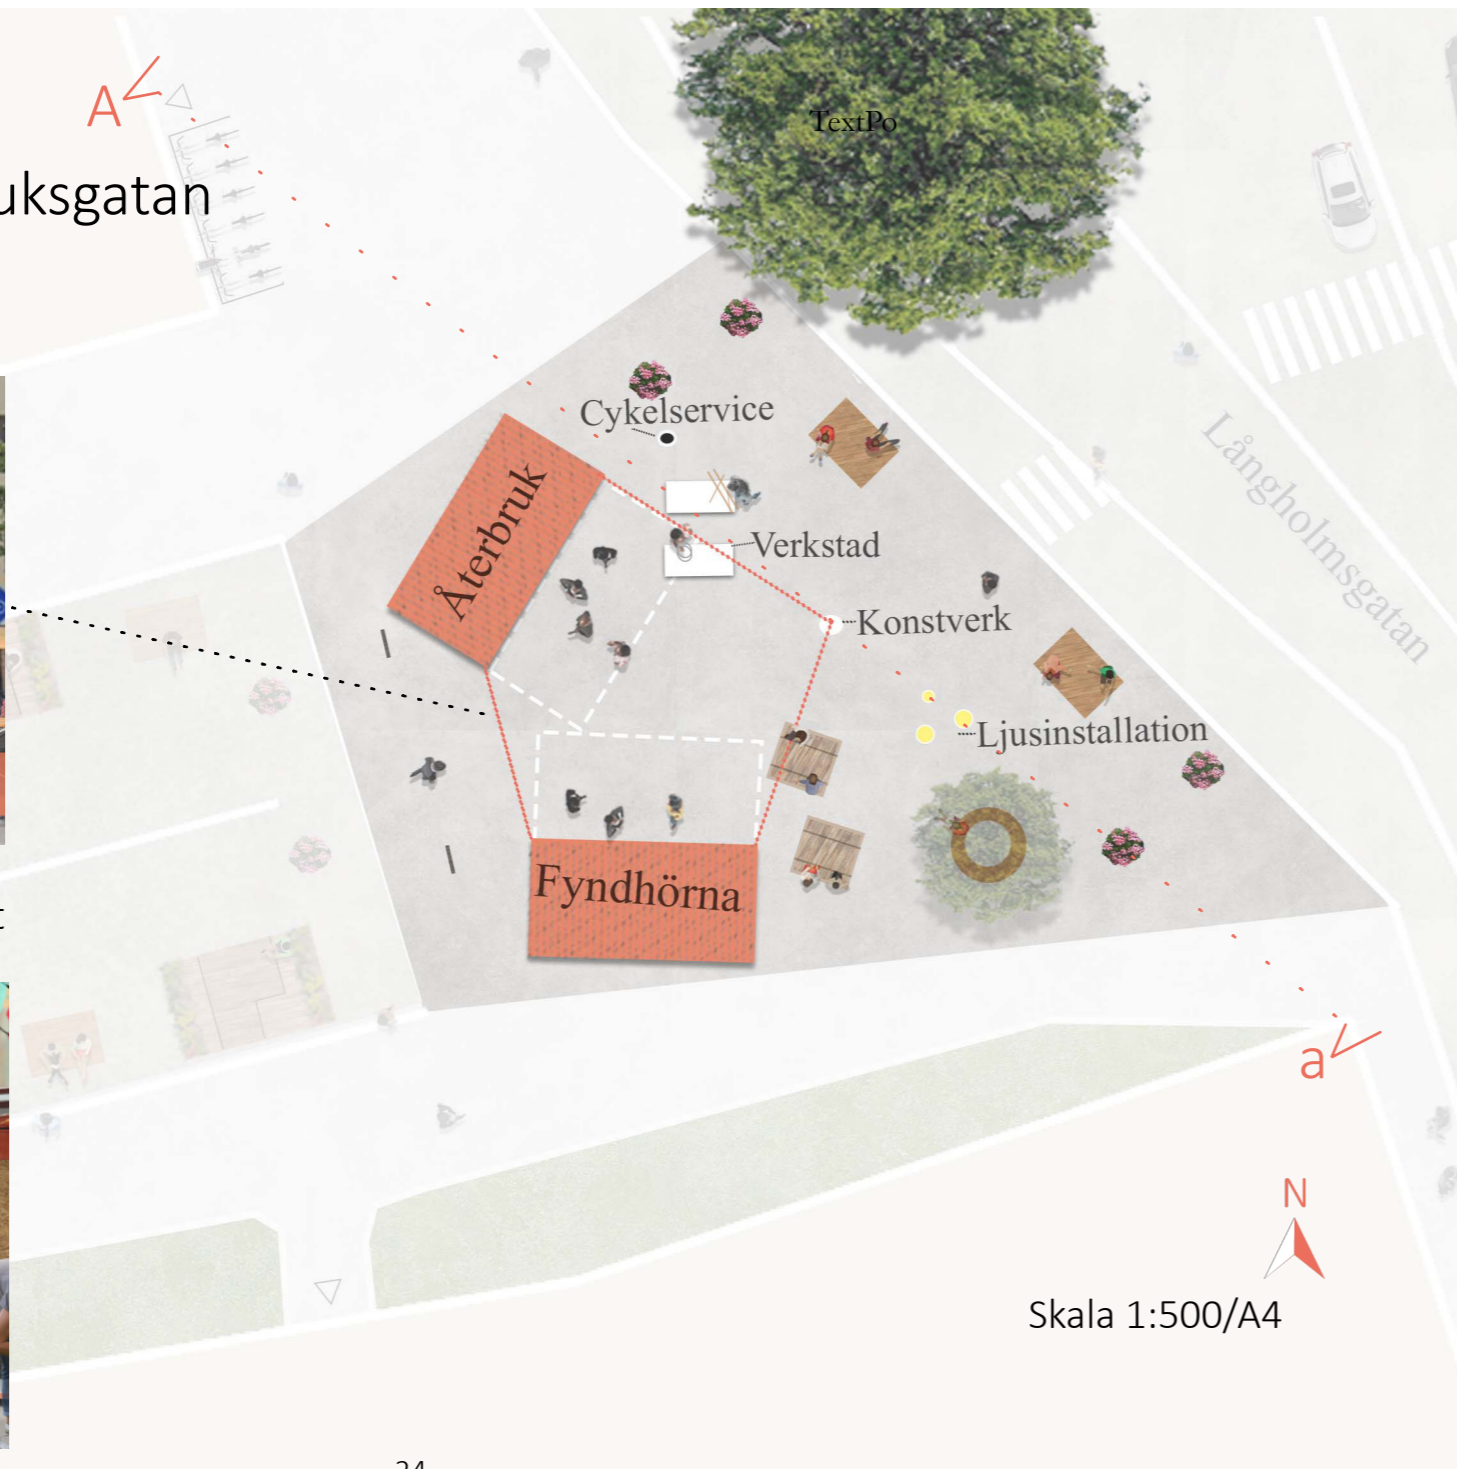 TextPo
A
uksgatan
Cykelservice
Långholmsgatan
Återbruk
Verkstad
Konstverk
Ljusinstallation
Fyndhörna
t
a
N
Skala 1:500/A4